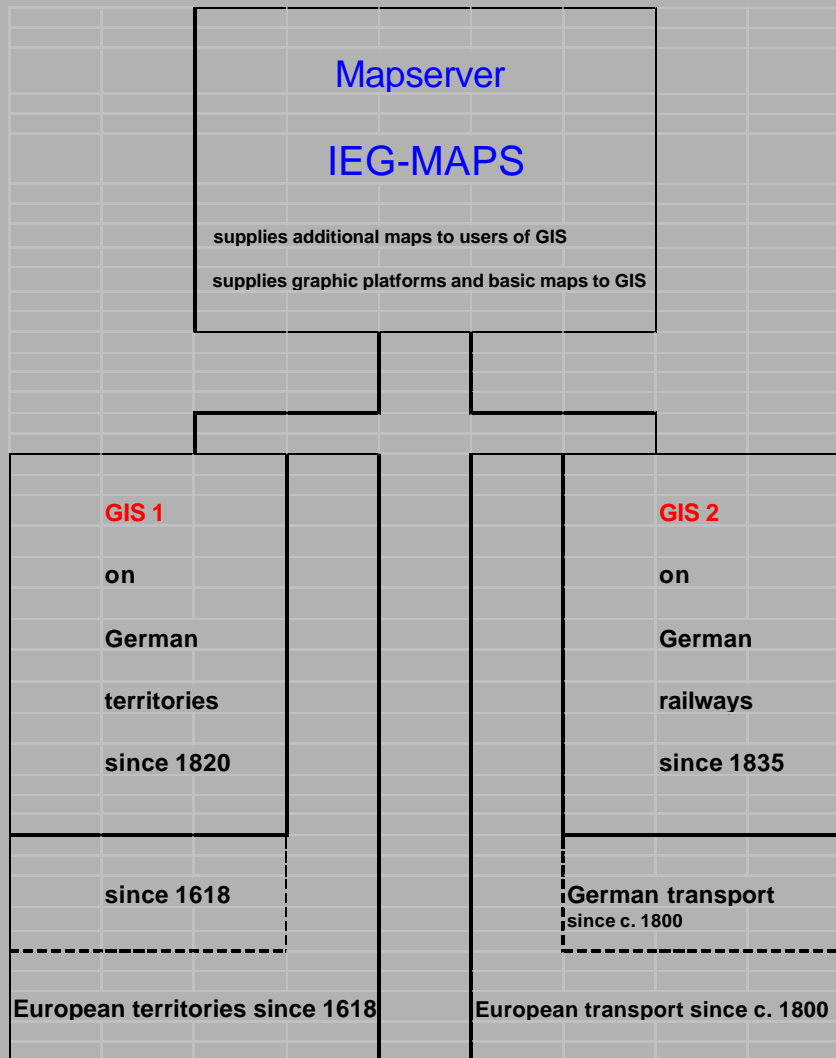 Mapserver
IEG-MAPS
supplies additional maps to users of GIS
supplies graphic platforms and basic maps to GIS
GIS 1
on
German
territories
since 1820
since 1618
European territories since 1618
GIS 2
on
German
railways
since 1835
German transport
since c. 1800
European transport since c. 1800